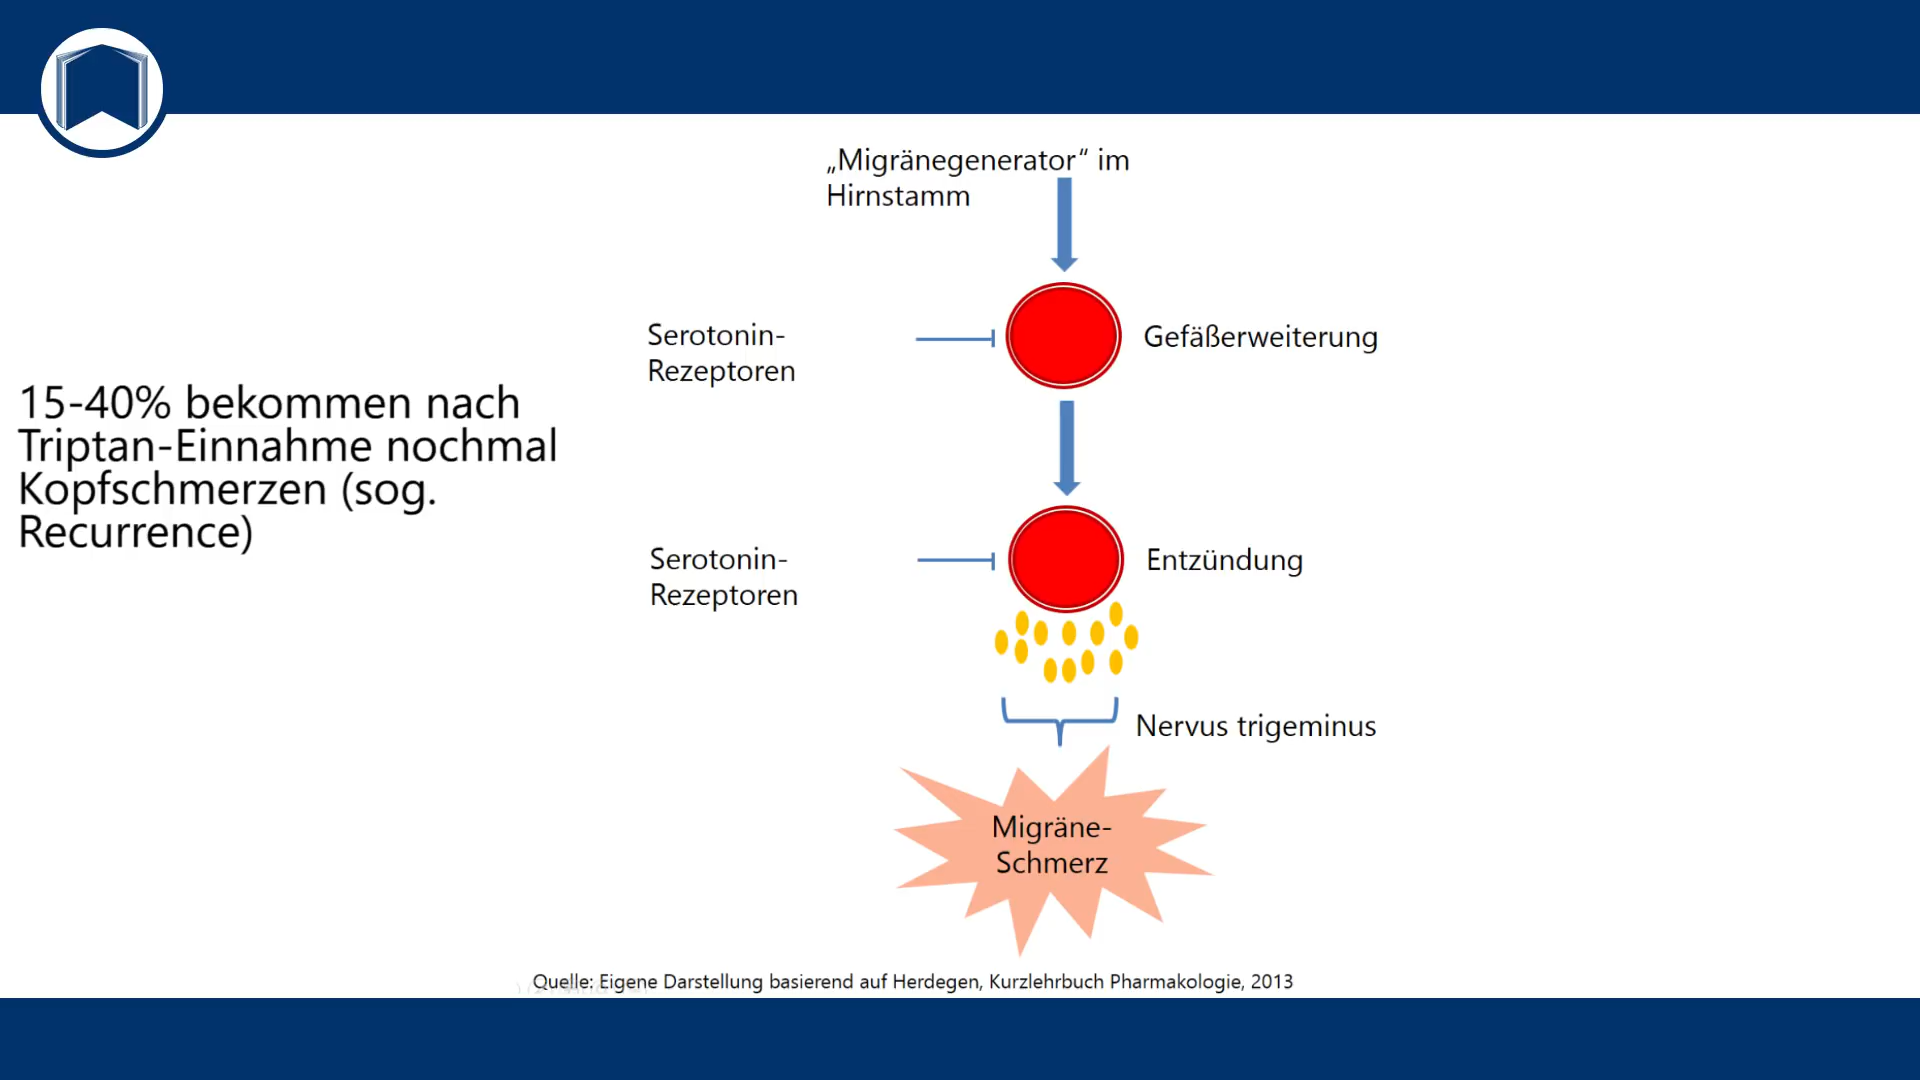 „Migränegenerator“ im
Hirnstamm
Serotonin-
Rezeptoren
Gefäßerweiterung
15-40% bekommen nach
Triptan-Einnahme nochmal
Kopfschmerzen (sog.
Recurrence)
Serotonin-
Rezeptoren
Entzündung
Nervus trigeminus
Migräne-
Schmerz
Quelle: Eigene Darstellung basierend auf Herdegen, Kurzlehrbuch Pharmakologie, 2013